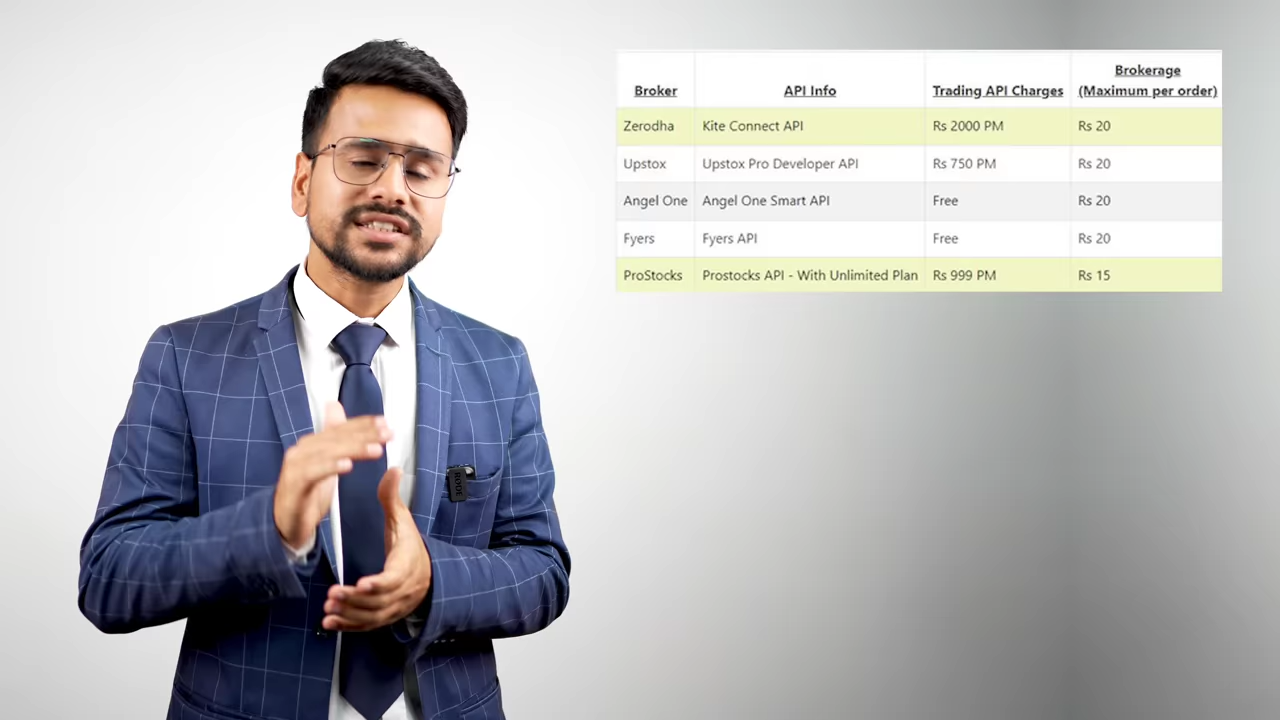 Broker API Info Trading API Charges Brokerage (Maximum per order)
Zerodha Kite Connect API Rs 2000 PM Rs 20
Upstox Upstox Pro Developer API Rs 750 PM Rs 20
Angel One Angel One Smart API Free Rs 20
Fyers Fyers API Free Rs 20
ProStocks Prostocks API - With Unlimited Plan Rs 999 PM Rs 15
RODE